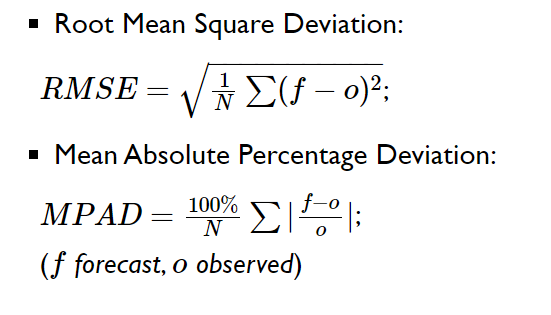 ▪ Root Mean Square Deviation:
RMSE = √(1/N ∑(f − o)²);
▪ Mean Absolute Percentage Deviation:
MPAD = 100%/N ∑|f−o/o|;
(f forecast, o observed)